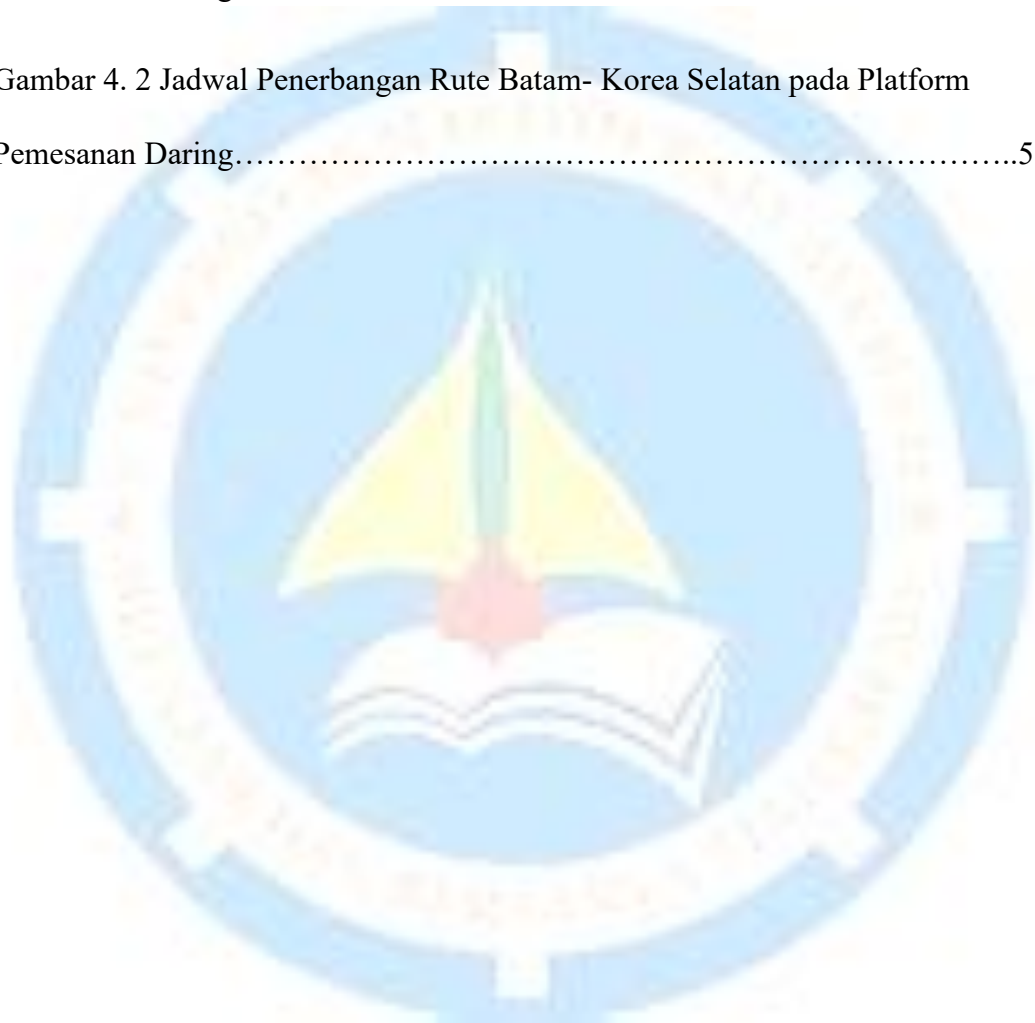 Gambar 4. 2 Jadwal Penerbangan Rute Batam- Korea Selatan pada Platform
Pemesanan Daring……………………………………………………………..5